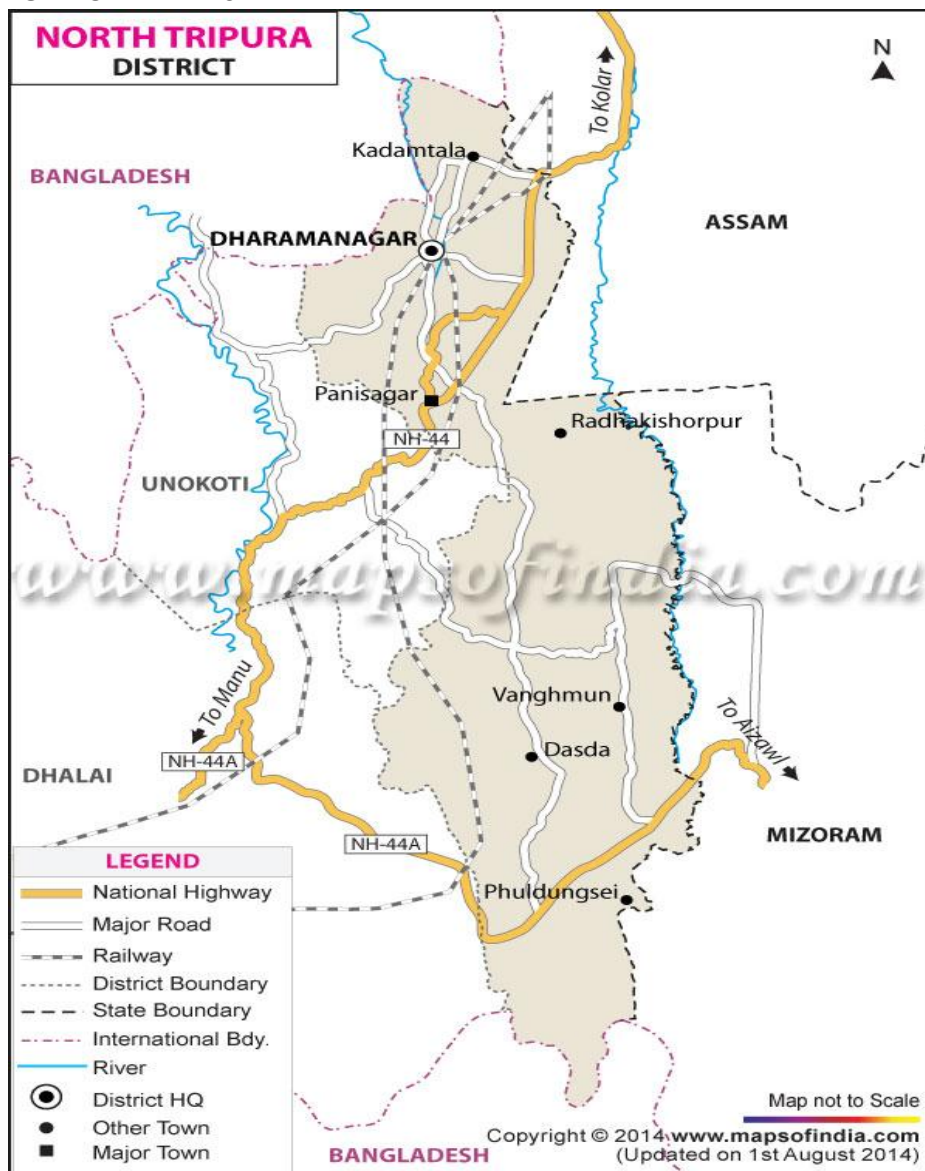 NORTH TRIPURA
DISTRICT
N
To Kolar
Kadamtala
BANGLADESH
ASSAM
DHARAMANAGAR
Panisagar
Radhakishorpur
NH-44
UNOKOTI
www.mapsofindia.com
To Manu
Vanghmun
To Aizawl
Dasda
NH-44A
DHALAI
MIZORAM
NH-44A
LEGEND
National Highway
Phuldungsei
Major Road
Railway
District Boundary
State Boundary
International Bdy.
River
District HQ
Other Town
Major Town
Map not to Scale
Copyright © 2014 www.mapsofindia.com
(Updated on 1st August 2014)
BANGLADESH